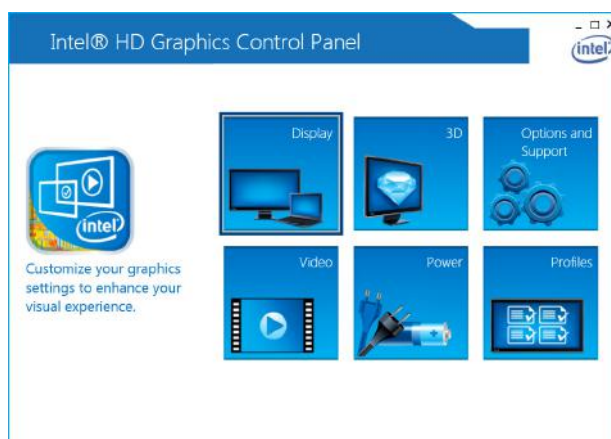 Intel® HD Graphics Control Panel
intel
Display
3D
Options and
Support
intel
Customize your graphics
settings to enhance your
visual experience.
Video
Power
Profiles